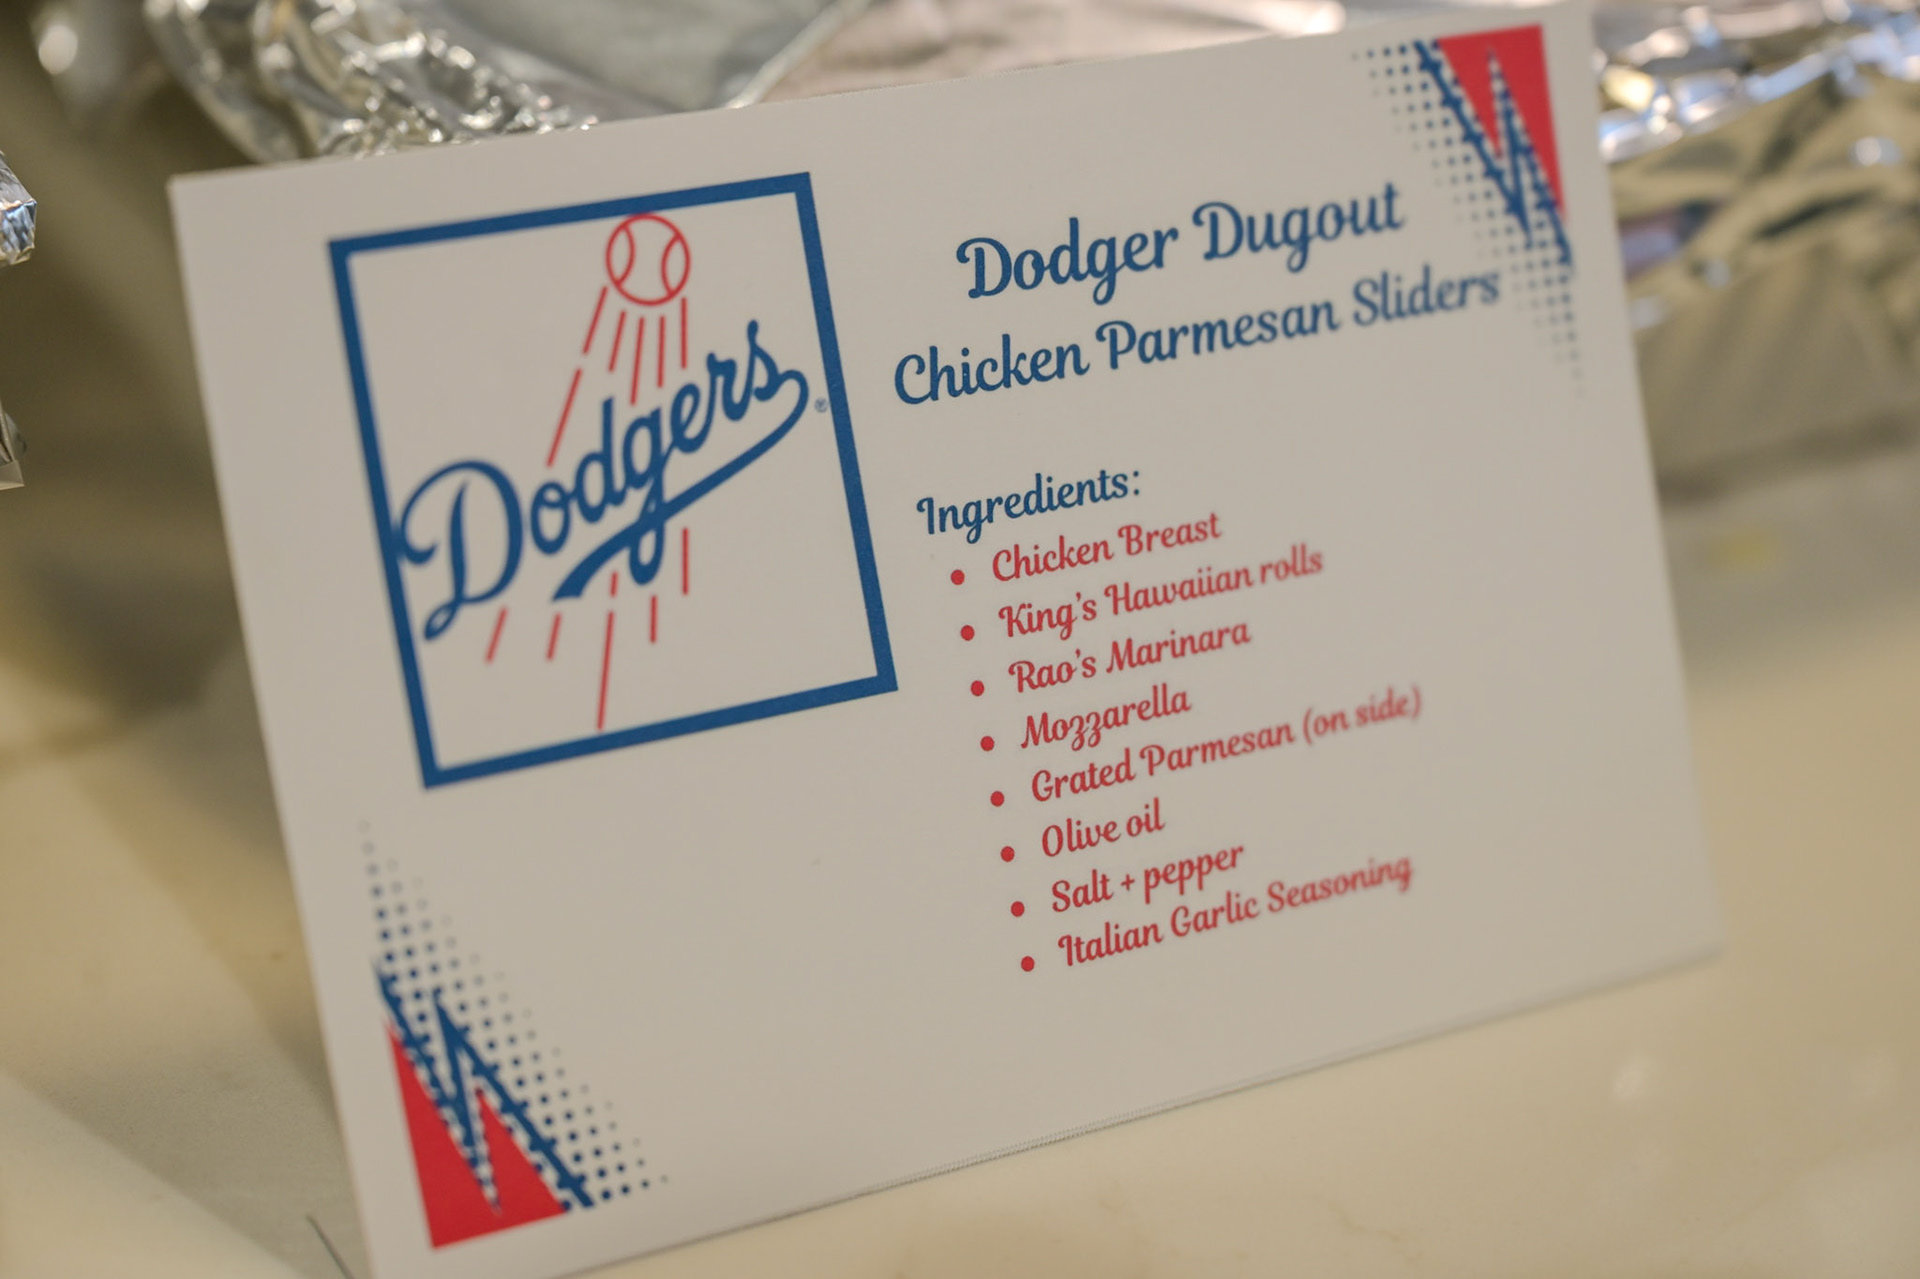 Dodgers®
Dodger Dugout
Chicken Parmesan Sliders
Ingredients:
• Chicken Breast
• King's Hawaiian rolls
• Rao's Marinara
• Mozzarella
• Grated Parmesan (on side)
• Olive oil
• Salt + pepper
• Italian Garlic Seasoning